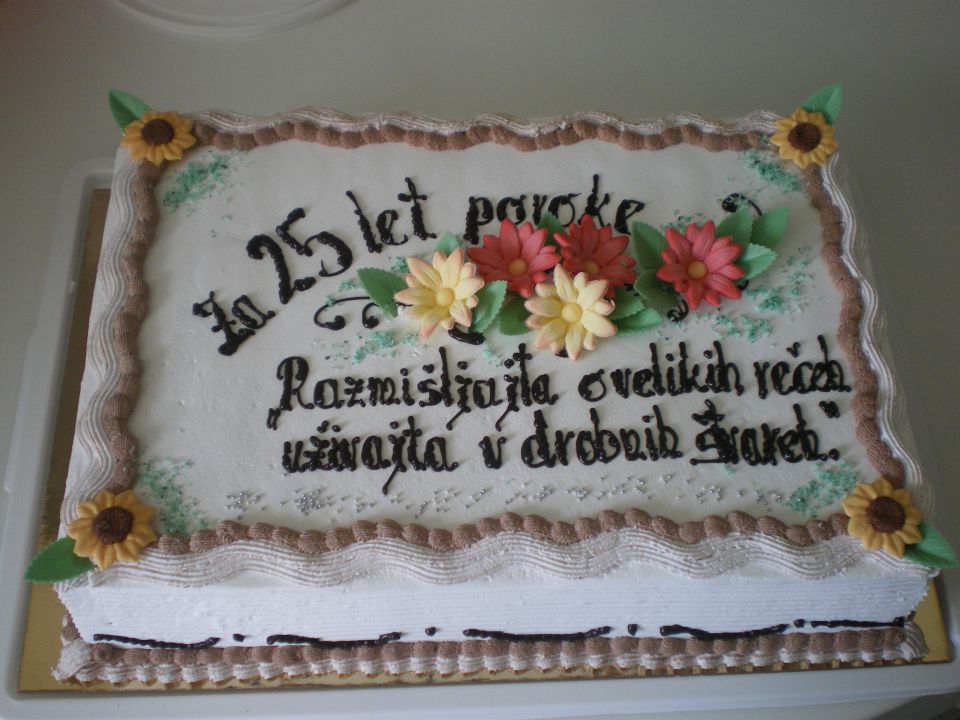 Za 25 let poroke
„Razmišljajta o velikih rečeh
uživajta v drobnih Stvareh."